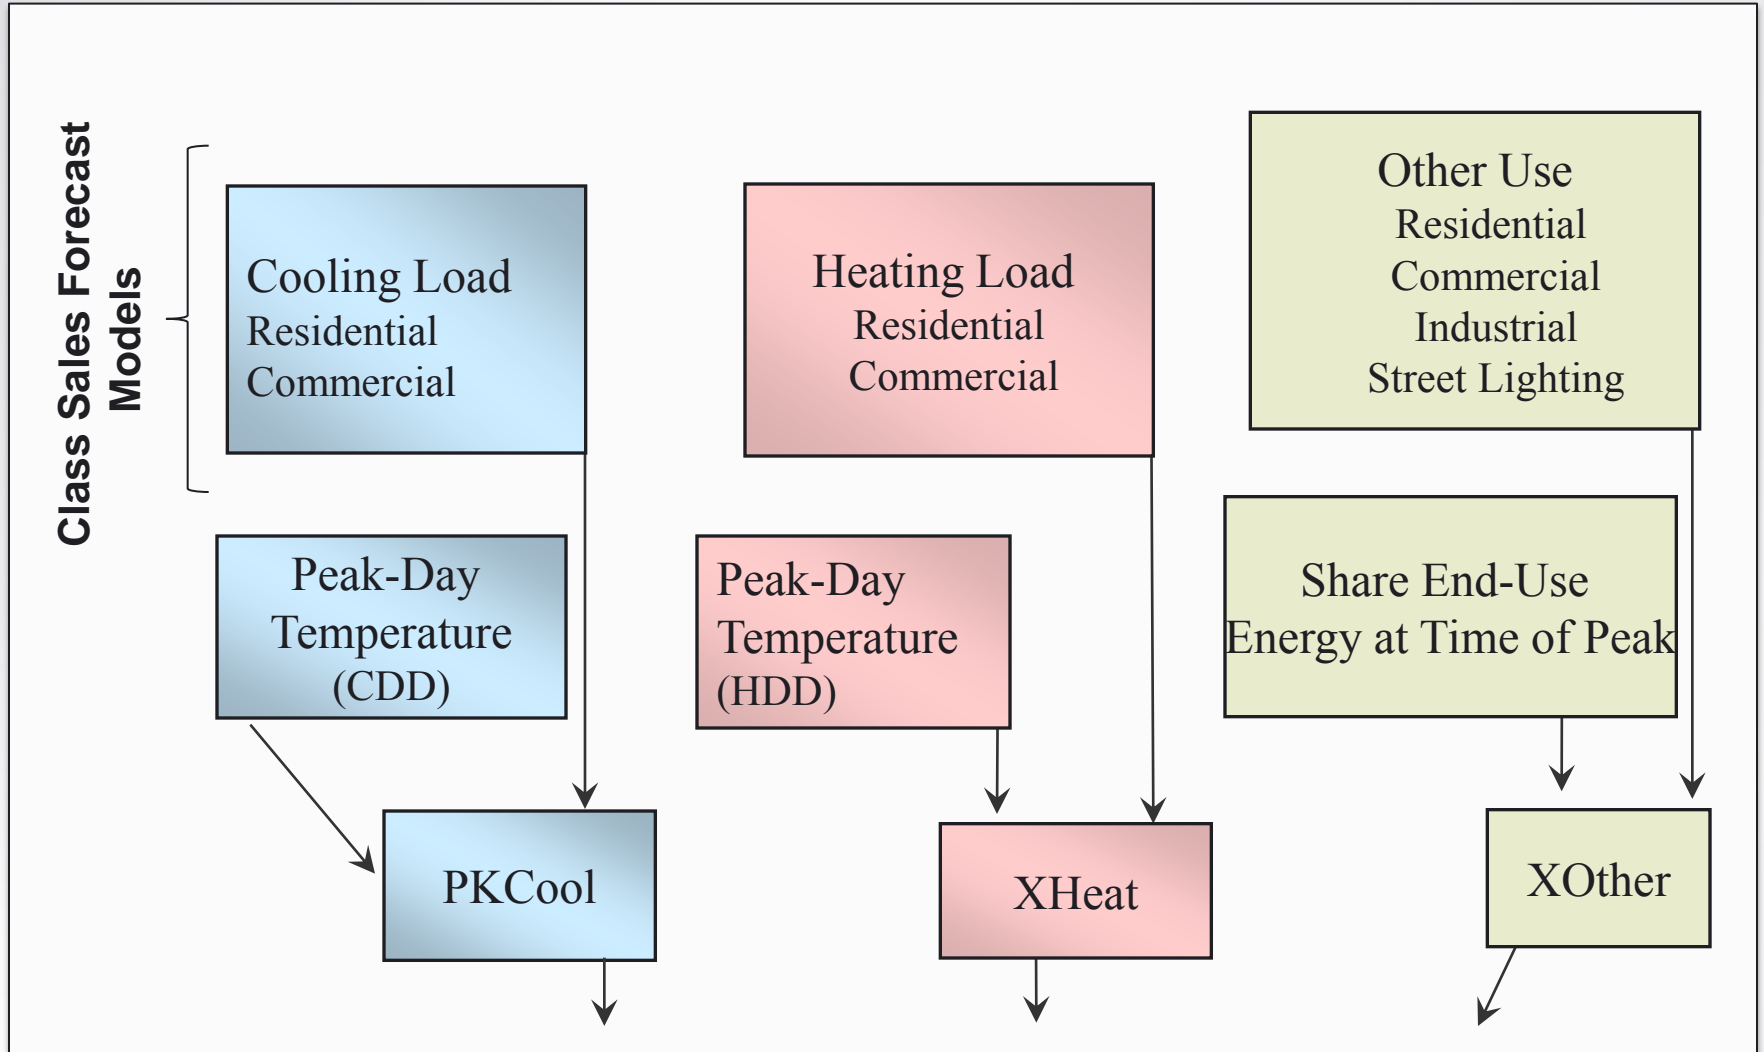 Class Sales Forecast
Models
Cooling Load
Residential
Commercial
Heating Load
Residential
Commercial
Other Use
Residential
Commercial
Industrial
Street Lighting
Peak-Day
Temperature
(CDD)
Peak-Day
Temperature
(HDD)
Share End-Use
Energy at Time of Peak
PKCool
XHeat
XOther